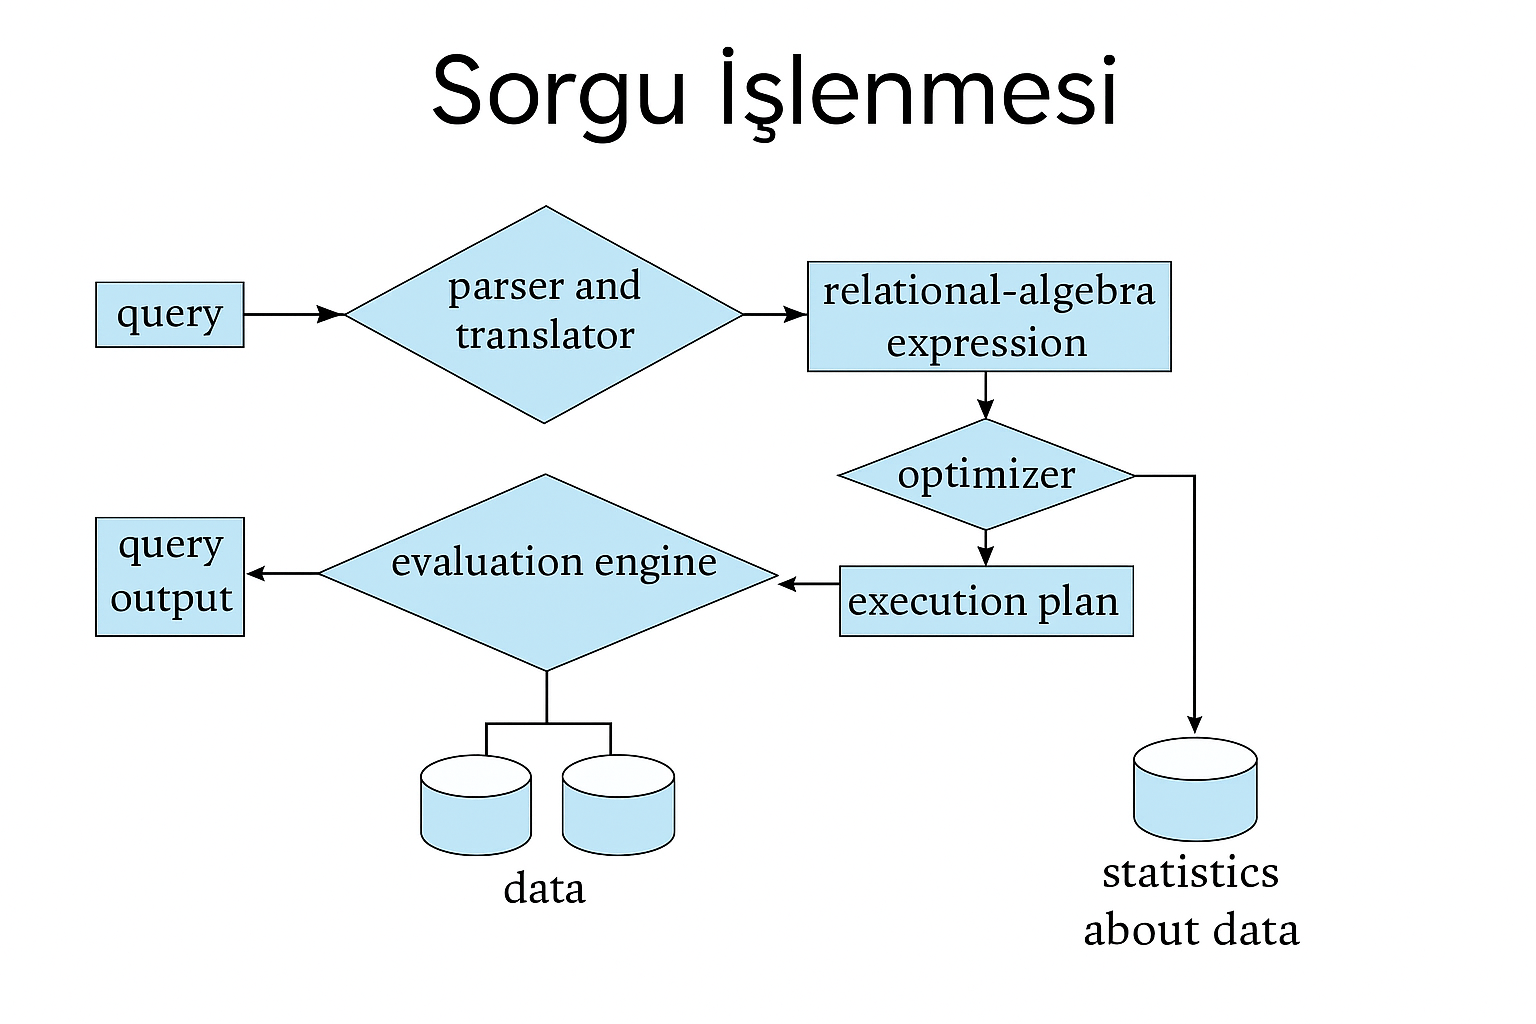 Sorgu İşlenmesi
query
parser and
translator
relational-algebra
expression
optimizer
execution plan
evaluation engine
query
output
data
statistics
about data